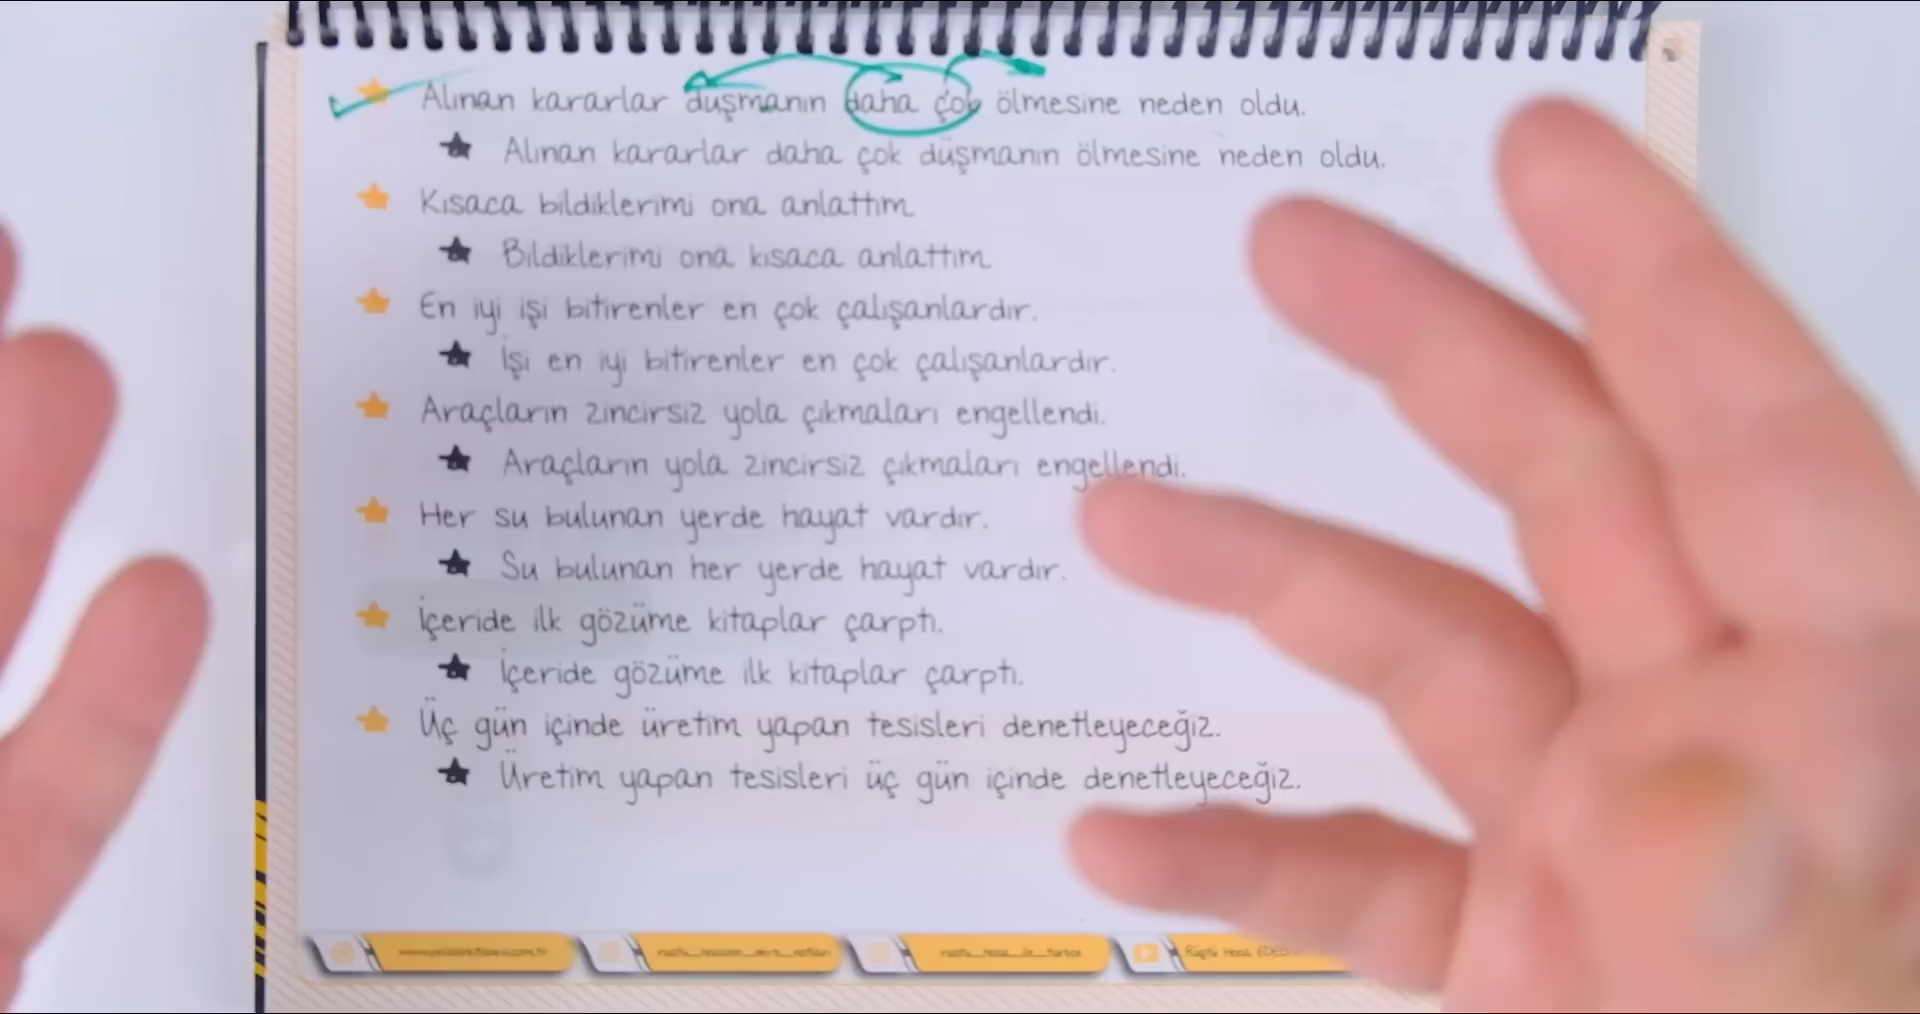 Alınan kararlar düşmanın daha çok ölmesine neden oldu.
Alınan kararlar daha çok düşmanın ölmesine neden oldu.
Kısaca bildiklerimi ona anlattım.
Bildiklerimi ona kısaca anlattım.
En iyi işi bitirenler en çok çalışanlardır.
İşi en iyi bitirenler en çok çalışanlardır.
Araçların zincirsiz yola çıkmaları engellendi.
Araçların yola zincirsiz çıkmaları engellendi.
Her su bulunan yerde hayat vardır.
Su bulunan her yerde hayat vardır.
İçeride ilk gözüme kitaplar çarptı.
İçeride gözüme ilk kitaplar çarptı.
Üç gün içinde üretim yapan tesisleri denetleyeceğiz.
Üretim yapan tesisleri üç gün içinde denetleyeceğiz.